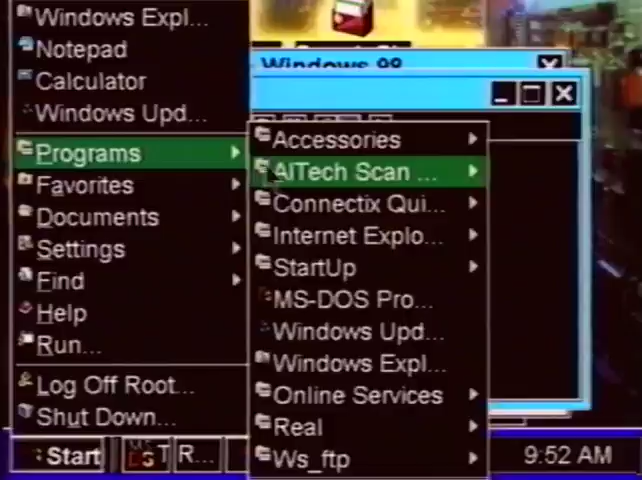 Windows Expl...
Notepad
Calculator
Windows Upd...
Programs
Favorites
Documents
Settings
Find
Help
Run...
Log Off Root...
Shut Down...
Start
T
R...
Windows 98
Accessories
AITech Scan ...
Connectix Qui...
Internet Explo...
StartUp
MS-DOS Pro...
Windows Upd...
Windows Expl...
Online Services
Real
Ws_ftp
9:52 AM